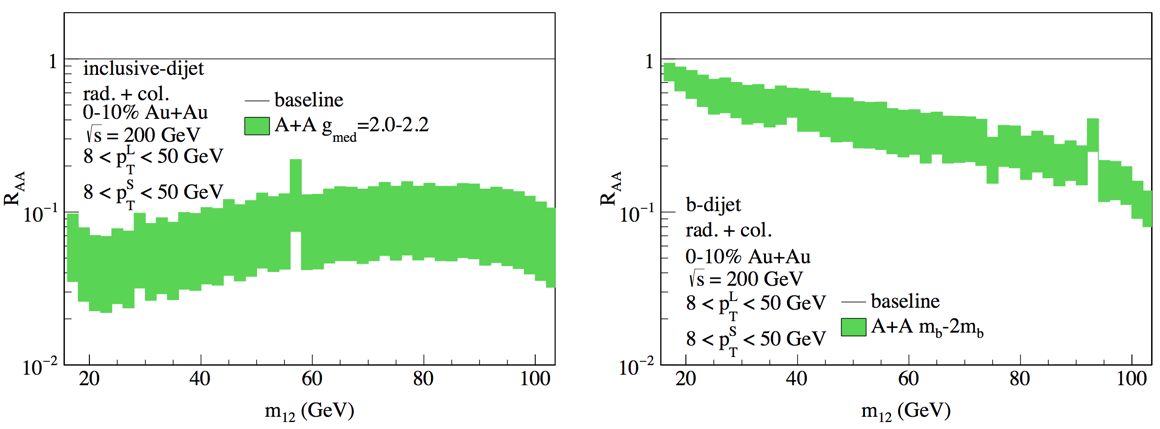 R_AA
1
10⁻¹
10⁻²
inclusive-dijet
rad. + col.
0-10% Au+Au
√s = 200 GeV
8 < p_T^L < 50 GeV
8 < p_T^S < 50 GeV
baseline
A+A g_med=2.0-2.2
20 40 60 80 100
m₁₂ (GeV)
R_AA
1
10⁻¹
10⁻²
b-dijet
rad. + col.
0-10% Au+Au
√s = 200 GeV
8 < p_T^L < 50 GeV
8 < p_T^S < 50 GeV
baseline
A+A m_b-2m_b
20 40 60 80 100
m₁₂ (GeV)